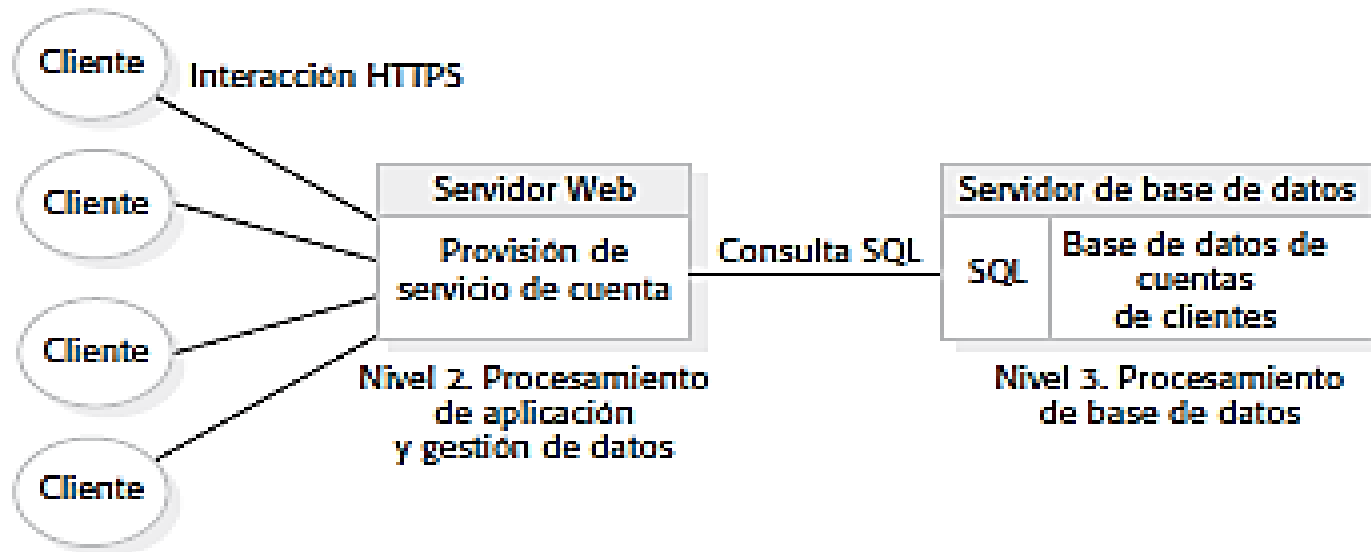 Cliente
Interacción HTTPS
Cliente
Cliente
Cliente
Servidor Web
Provisión de
servicio de cuenta
Nivel 2. Procesamiento
de aplicación
y gestión de datos
Consulta SQL
Servidor de base de datos
SQL
Base de datos de
cuentas
de clientes
Nivel 3. Procesamiento
de base de datos